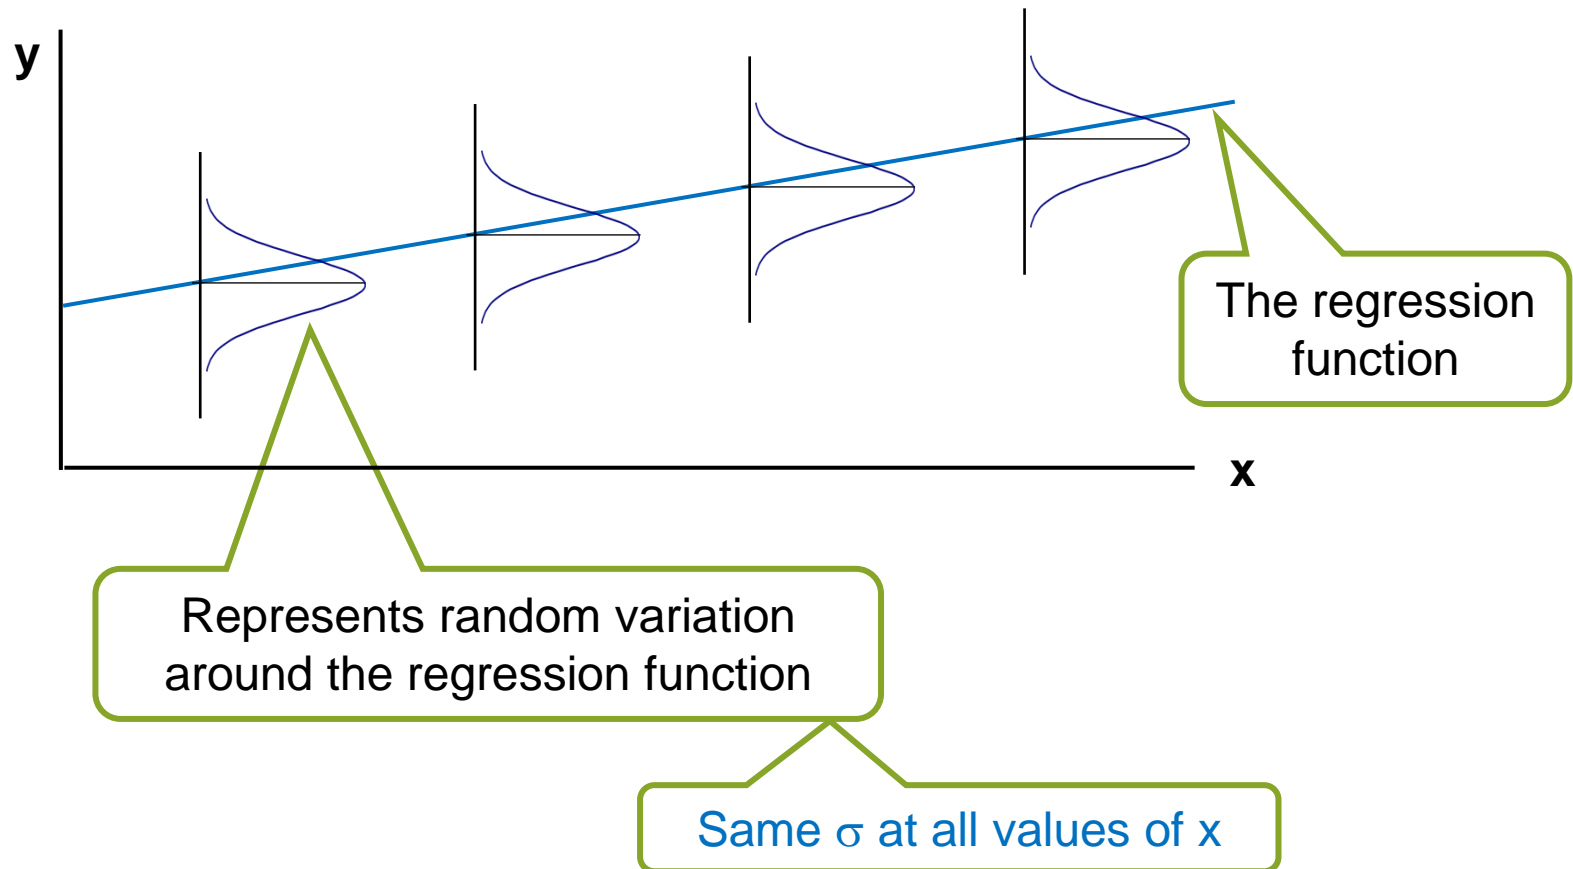 y
The regression
function
x
Represents random variation
around the regression function
Same σ at all values of x